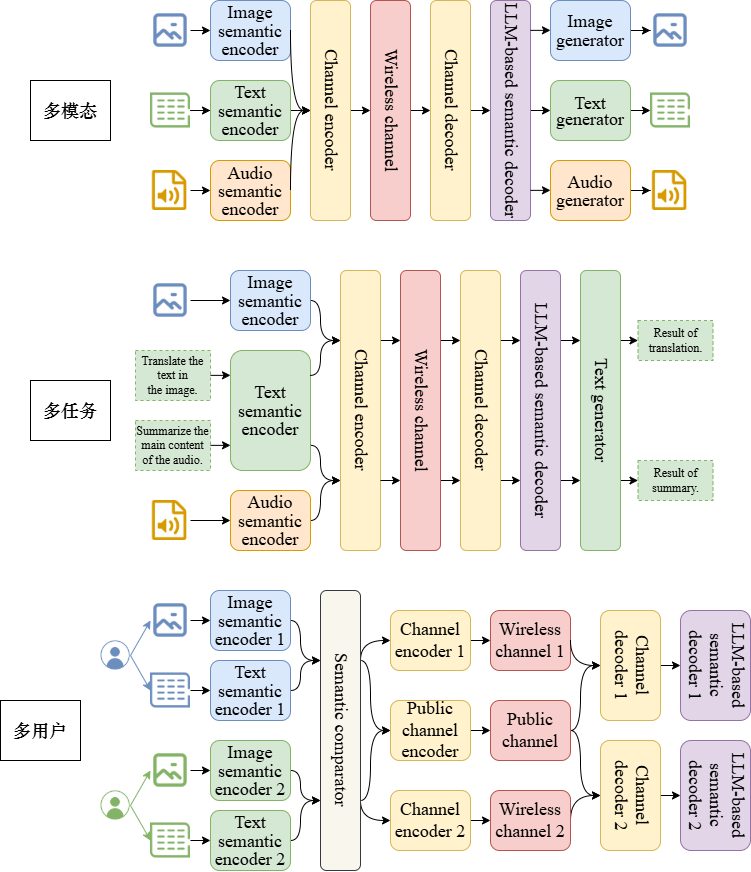 多模态
Image
semantic
encoder
Text
semantic
encoder
Audio
semantic
encoder
Channel encoder
Wireless channel
Channel decoder
LLM-based semantic decoder
Image
generator
Text
generator
Audio
generator
多任务
Image
semantic
encoder
Translate the
text in
the image.
Summarize the
main content
of the audio.
Text
semantic
encoder
Audio
semantic
encoder
Channel encoder
Wireless channel
Channel decoder
LLM-based semantic decoder
Text generator
Result of
translation.
Result of
summary.
多用户
Image
semantic
encoder 1
Text
semantic
encoder 1
Image
semantic
encoder 2
Text
semantic
encoder 2
Semantic comparator
Channel
encoder 1
Public
channel
encoder
Channel
encoder 2
Wireless
channel 1
Public
channel
Wireless
channel 2
Channel
decoder 1
Channel
decoder 2
LLM-based
semantic
decoder 1
LLM-based
semantic
decoder 2